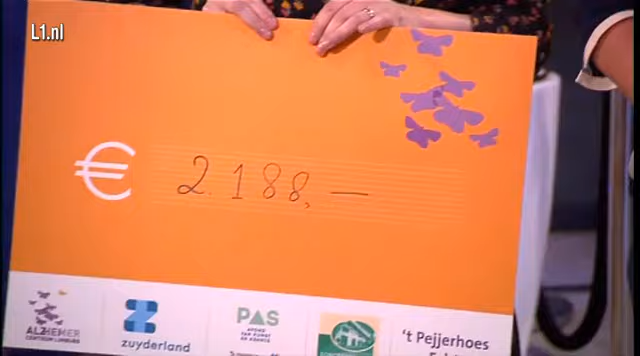 L1.nl
€ 2.188,—
ALZHEIMER
CENTRUM LIMBURG
zuyderland
PAS
't Pejjerhoes